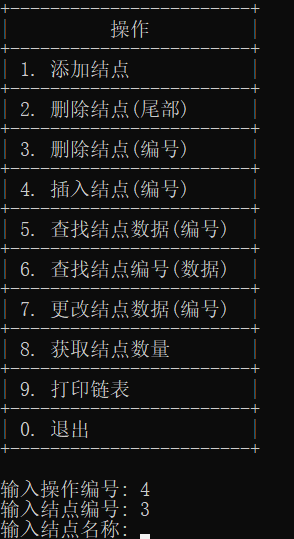 操作
1. 添加结点
2. 删除结点(尾部)
3. 删除结点(编号)
4. 插入结点(编号)
5. 查找结点数据(编号)
6. 查找结点编号(数据)
7. 更改结点数据(编号)
8. 获取结点数量
9. 打印链表
0. 退出
输入操作编号: 4
输入结点编号: 3
输入结点名称: